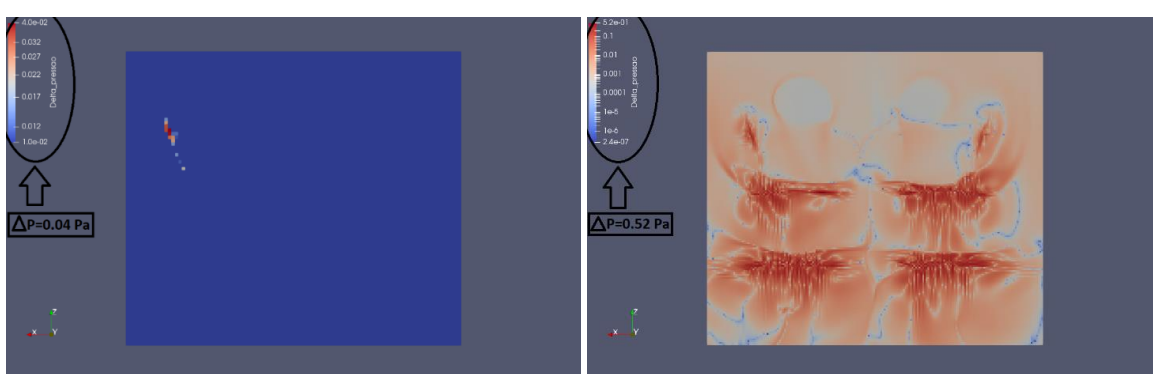 4.0e-02
0.032
0.027
0.022
0.017
0.012
1.0e-02
Delta_pressao
ΔP=0.04 Pa
Z
X
Y
5.2e-01
0.1
0.01
0.001
0.0001
1e-5
1e-6
2.4e-07
Delta_pressao
ΔP=0.52 Pa
Z
X
Y